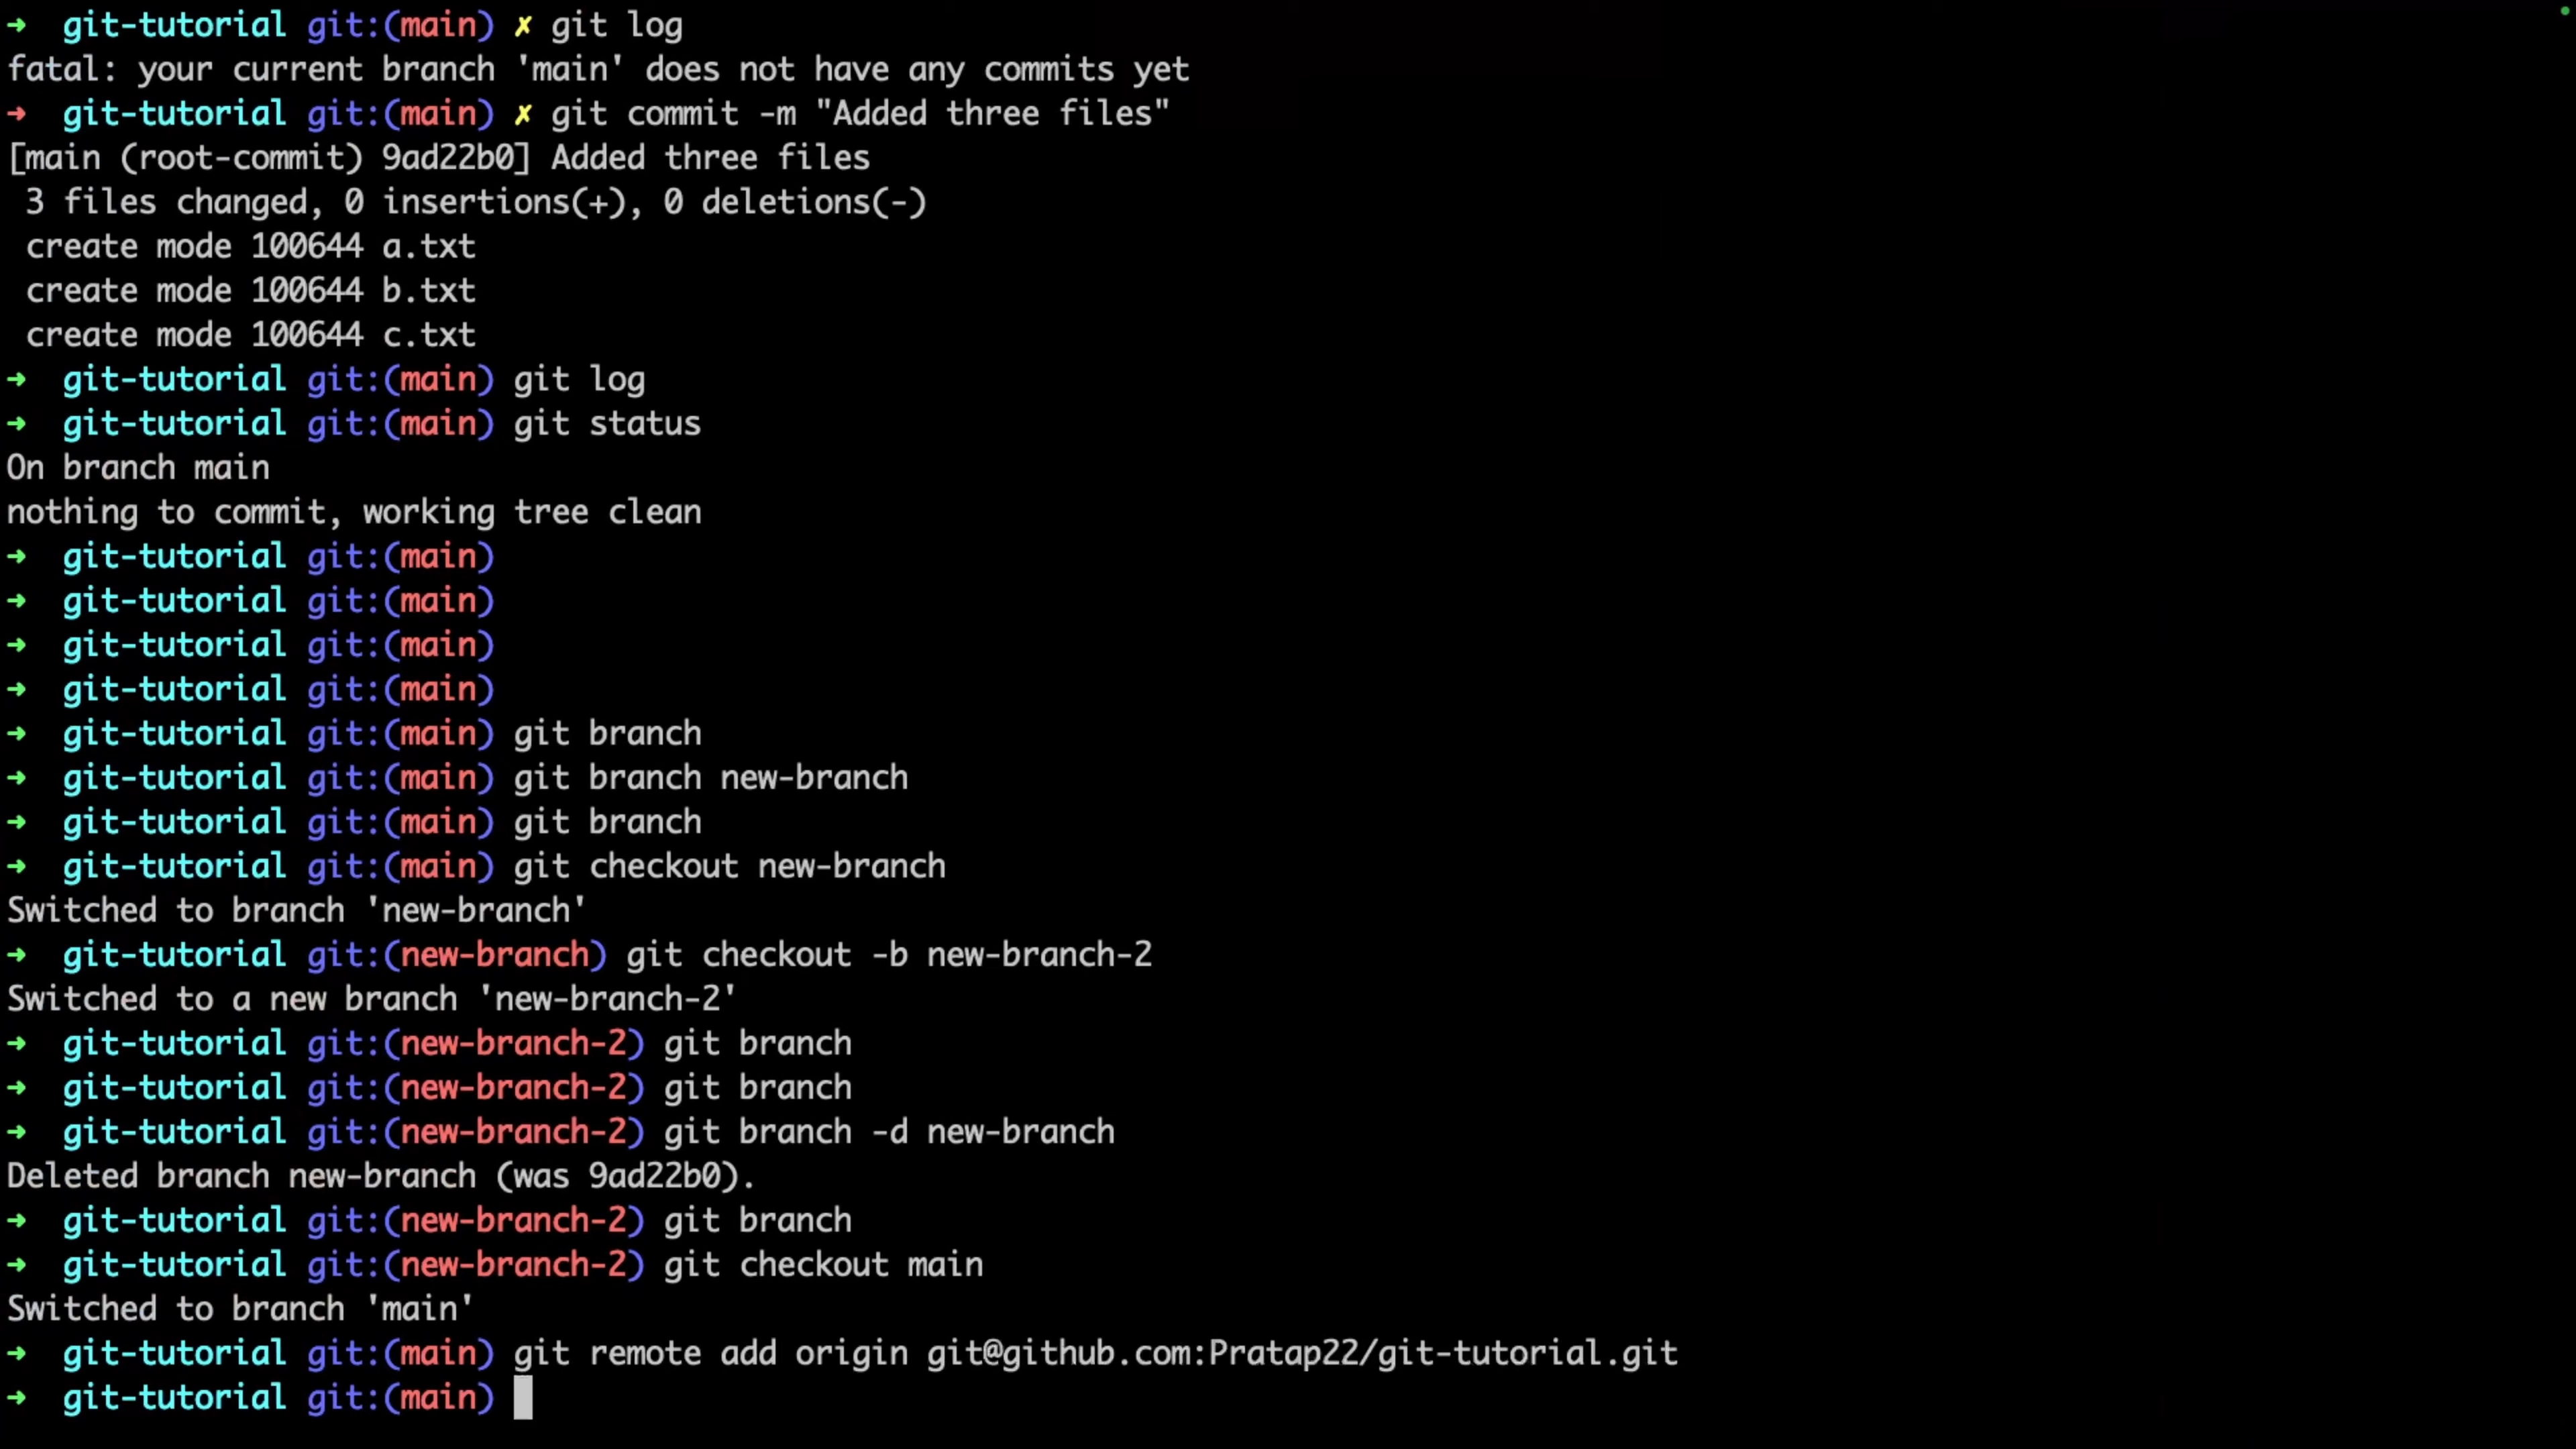 ➜ git-tutorial git:(main) ✗ git log
fatal: your current branch 'main' does not have any commits yet
➜ git-tutorial git:(main) ✗ git commit -m "Added three files"
[main (root-commit) 9ad22b0] Added three files
3 files changed, 0 insertions(+), 0 deletions(-)
create mode 100644 a.txt
create mode 100644 b.txt
create mode 100644 c.txt
➜ git-tutorial git:(main) git log
➜ git-tutorial git:(main) git status
On branch main
nothing to commit, working tree clean
➜ git-tutorial git:(main)
➜ git-tutorial git:(main)
➜ git-tutorial git:(main)
➜ git-tutorial git:(main)
➜ git-tutorial git:(main) git branch
➜ git-tutorial git:(main) git branch new-branch
➜ git-tutorial git:(main) git branch
➜ git-tutorial git:(main) git checkout new-branch
Switched to branch 'new-branch'
➜ git-tutorial git:(new-branch) git checkout -b new-branch-2
Switched to a new branch 'new-branch-2'
➜ git-tutorial git:(new-branch-2) git branch
➜ git-tutorial git:(new-branch-2) git branch
➜ git-tutorial git:(new-branch-2) git branch -d new-branch
Deleted branch new-branch (was 9ad22b0).
➜ git-tutorial git:(new-branch-2) git branch
➜ git-tutorial git:(new-branch-2) git checkout main
Switched to branch 'main'
➜ git-tutorial git:(main) git remote add origin git@github.com:Pratap22/git-tutorial.git
➜ git-tutorial git:(main)